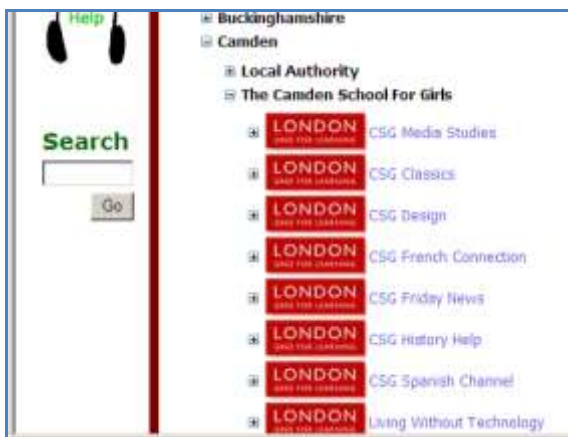 Help
Search
Go
Buckinghamshire
Camden
Local Authority
The Camden School For Girls
LONDON CSG Media Studies
LONDON CSG Classics
LONDON CSG Design
LONDON CSG French Connection
LONDON CSG Friday News
LONDON CSG History Help
LONDON CSG Spanish Channel
LONDON Living Without Technology